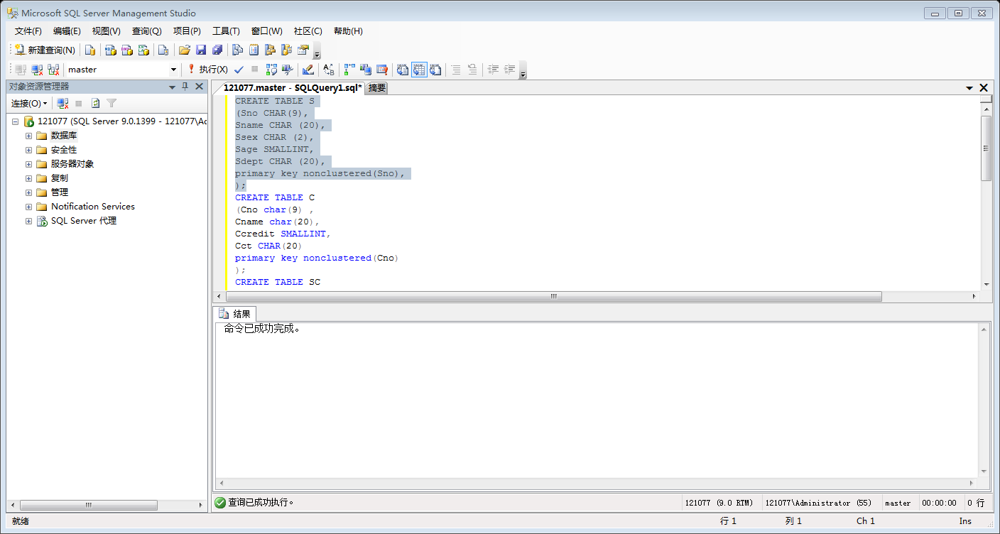 Microsoft SQL Server Management Studio
文件(F) 编辑(E) 视图(V) 查询(Q) 项目(P) 工具(T) 窗口(W) 社区(C) 帮助(H)
新建查询(N)
master 执行(X)
对象资源管理器
连接(O)
121077 (SQL Server 9.0.1399 - 121077\Ac
数据库
安全性
服务器对象
复制
管理
Notification Services
SQL Server 代理
121077.master - SQLQuery1.sql* 摘要
CREATE TABLE S
(Sno CHAR(9),
Sname CHAR (20),
Ssex CHAR (2),
Sage SMALLINT,
Sdept CHAR (20),
primary key nonclustered(Sno),
);
CREATE TABLE C
(Cno char(9) ,
Cname char(20),
Ccredit SMALLINT,
Cct CHAR(20)
primary key nonclustered(Cno)
);
CREATE TABLE SC
结果
命令已成功完成。
查询已成功执行。 121077 (9.0 RTM) 121077\Administrator (55) master 00:00:00 0 行
就绪 行 1 列 1 Ch 1 Ins